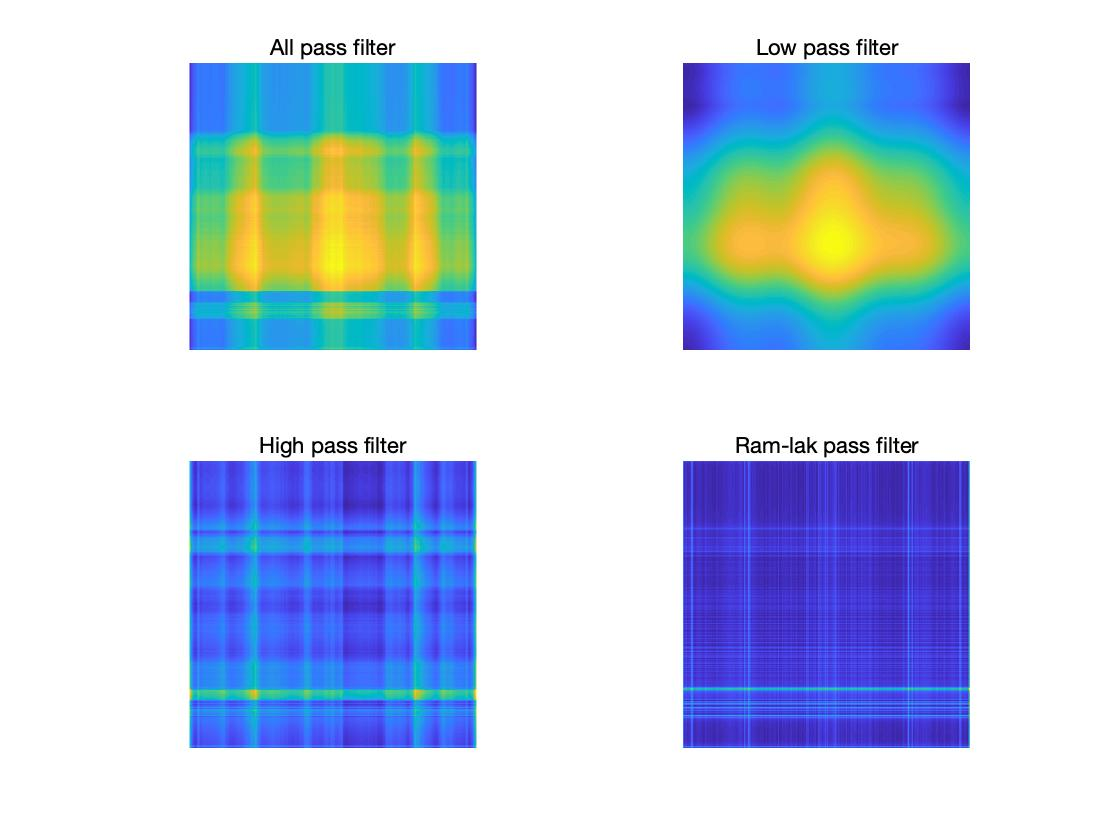 All pass filter
Low pass filter
High pass filter
Ram-lak pass filter